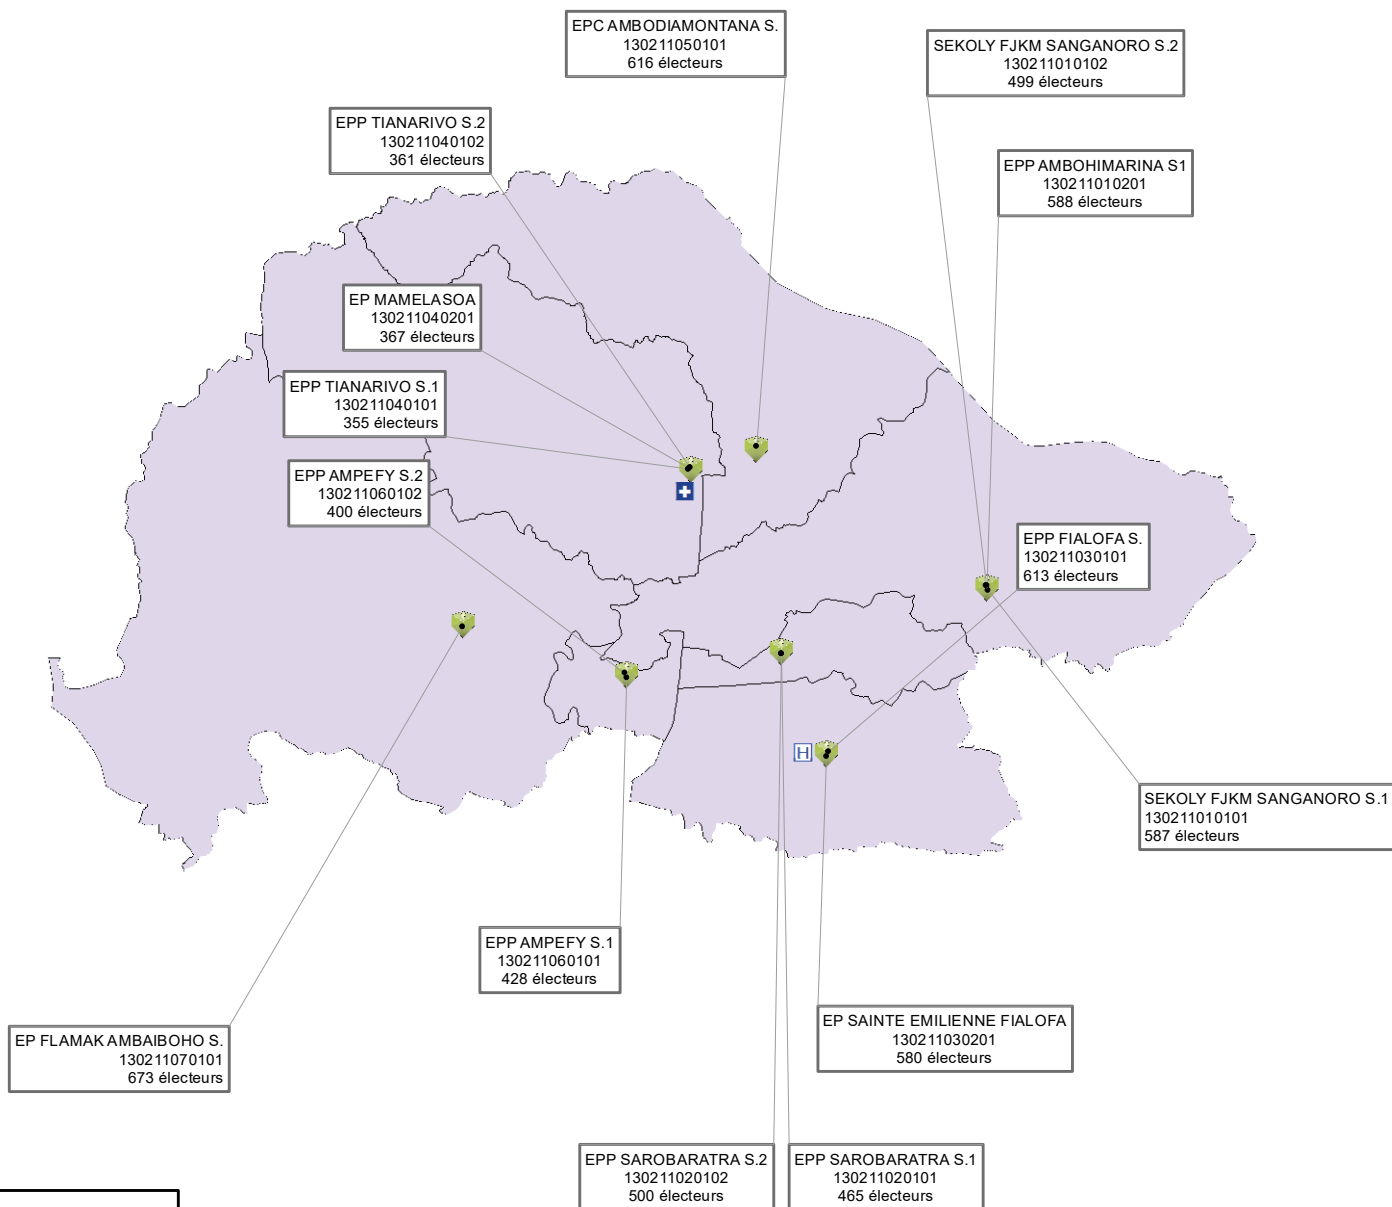 EPC AMBODIAMONTANA S.
130211050101
616 électeurs
SEKOLY FJKM SANGANORO S.2
130211010102
499 électeurs
EPP TIANARIVO S.2
130211040102
361 électeurs
EPP AMBOHIMARINA S1
130211010201
588 électeurs
EP MAMELASOA
130211040201
367 électeurs
EPP TIANARIVO S.1
130211040101
355 électeurs
EPP AMPEFY S.2
130211060102
400 électeurs
EPP FIALOFA S.
130211030101
613 électeurs
H
SEKOLY FJKM SANGANORO S.1
130211010101
587 électeurs
EPP AMPEFY S.1
130211060101
428 électeurs
EP SAINTE EMILIENNE FIALOFA
130211030201
580 électeurs
EP FLAMAK AMBAIBOHO S.
130211070101
673 électeurs
EPP SAROBARATRA S.2
130211020102
500 électeurs
EPP SAROBARATRA S.1
130211020101
465 électeurs